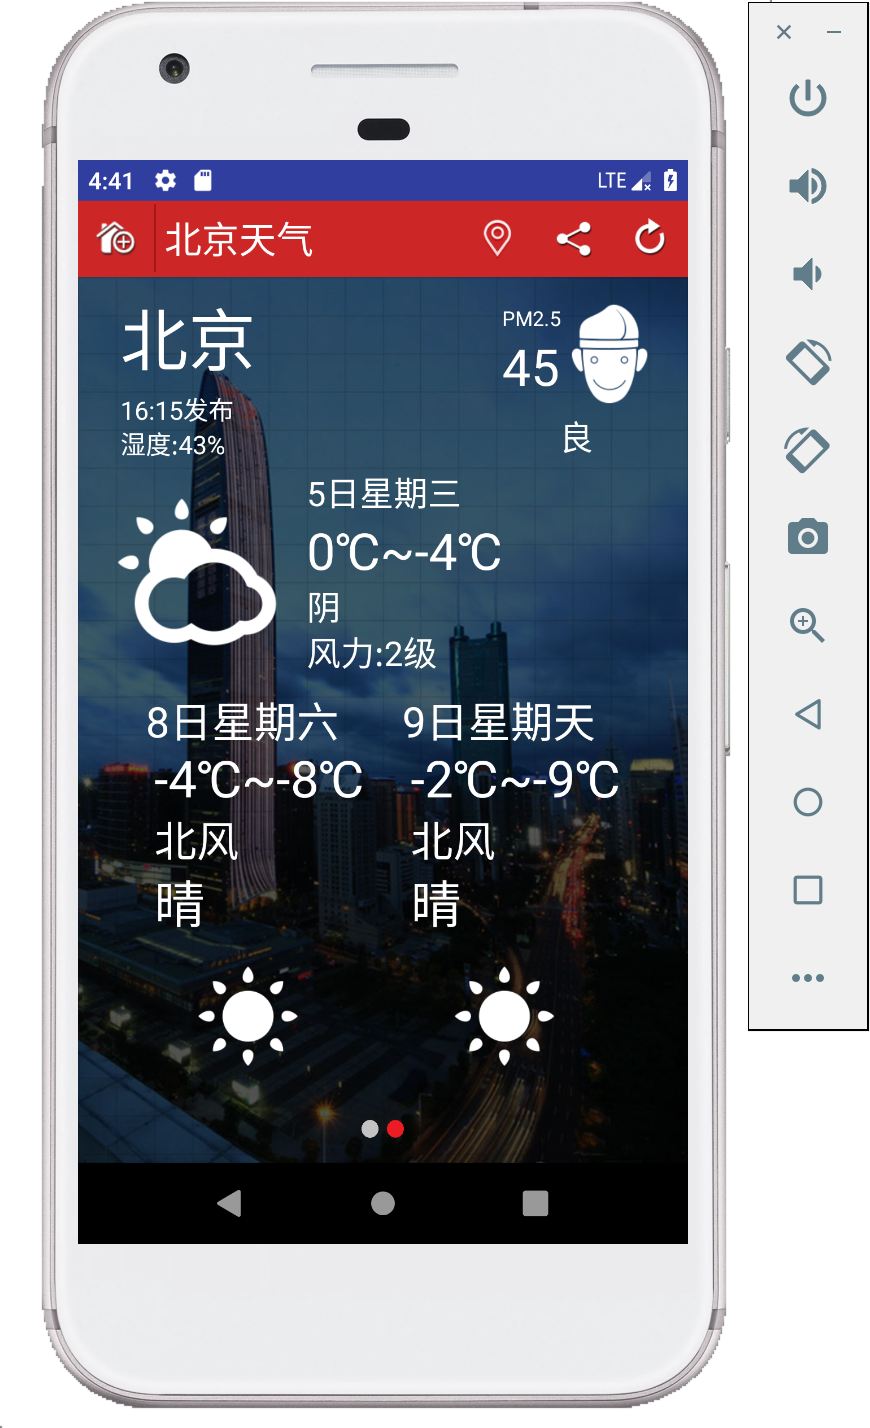 4:41 LTE
北京天气
北京
PM2.5
45
16:15发布
湿度:43%
良
5日星期三
0℃~-4℃
阴
风力:2级
8日星期六 9日星期天
-4℃~-8℃ -2℃~-9℃
北风 北风
晴 晴